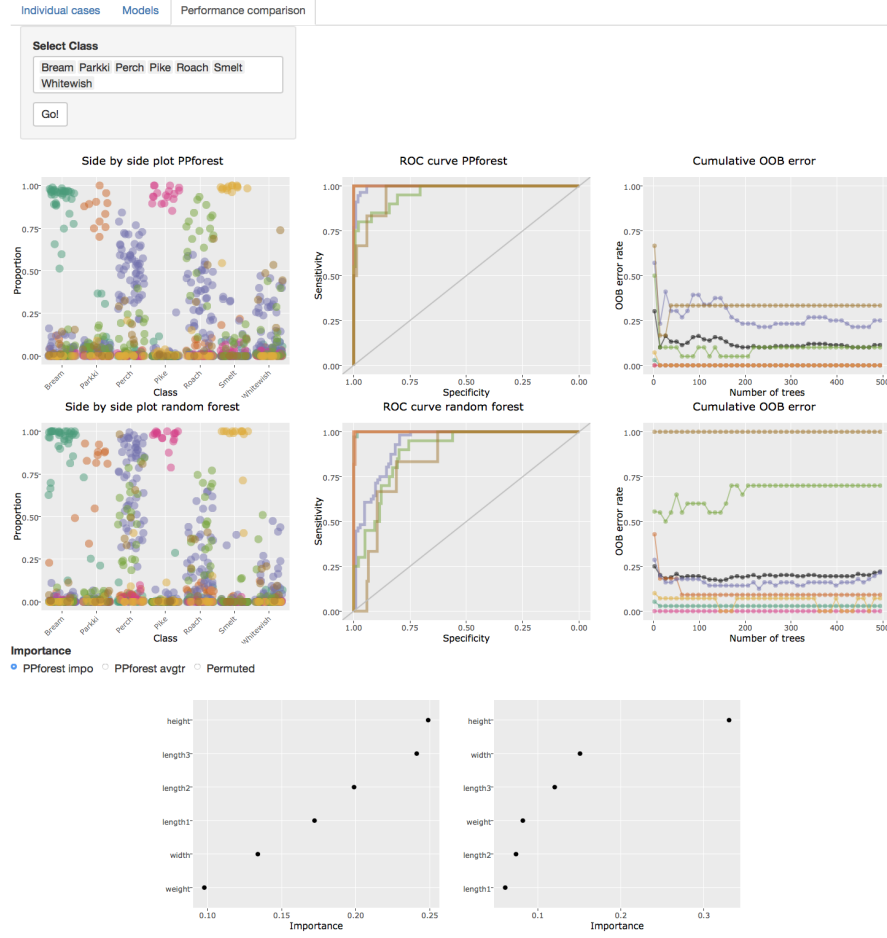 Individual cases Models Performance comparison
Select Class
Bream Parkki Perch Pike Roach Smelt
Whitewish
Go!
Side by side plot PPforest ROC curve PPforest Cumulative OOB error
1.00 1.00 1.00
0.75 0.75 0.75
0.50 0.50 0.50
0.25 0.25 0.25
0.00 0.00 0.00
Proportion Sensitivity OOB error rate
Bream Parkki Perch Pike Roach Smelt Whitewish 1.00 0.75 0.50 0.25 0.00 0 100 200 300 400 500
Class Specificity Number of trees
Side by side plot random forest ROC curve random forest Cumulative OOB error
1.00 1.00 1.00
0.75 0.75 0.75
0.50 0.50 0.50
0.25 0.25 0.25
0.00 0.00 0.00
Proportion Sensitivity OOB error rate
Bream Parkki Perch Pike Roach Smelt Whitewish 1.00 0.75 0.50 0.25 0.00 0 100 200 300 400 500
Class Specificity Number of trees
Importance
PPforest impo PPforest avgtr Permuted
height height
length3 width
length2 length3
length1 weight
width length2
weight length1
0.10 0.15 0.20 0.25 0.1 0.2 0.3
Importance Importance